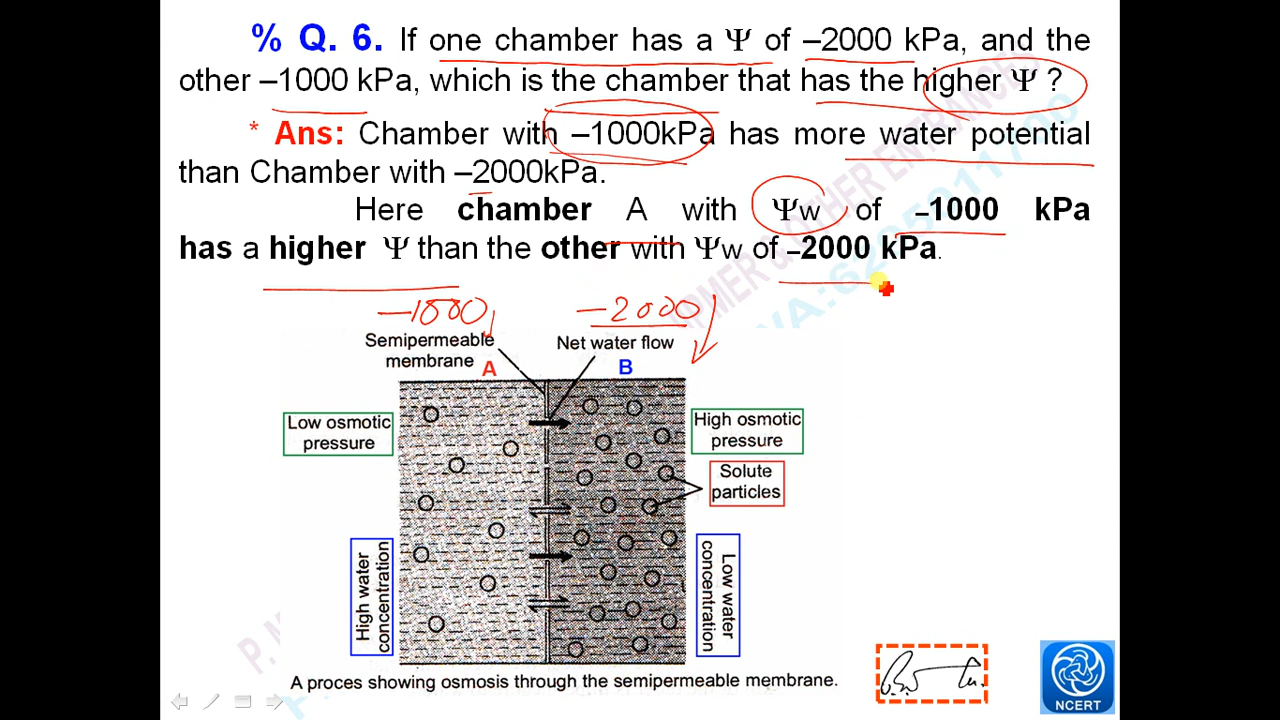 % Q. 6. If one chamber has a Ψ of –2000 kPa, and the
other –1000 kPa, which is the chamber that has the higher Ψ ?
* Ans: Chamber with –1000kPa has more water potential
than Chamber with –2000kPa.
Here chamber A with Ψw of –1000 kPa
has a higher Ψ than the other with Ψw of –2000 kPa.
–1000
–2000
Semipermeable
membrane
Net water flow
A
B
Low osmotic
pressure
High osmotic
pressure
Solute
particles
High water
concentration
Low water
concentration
A proces showing osmosis through the semipermeable membrane.
NCERT